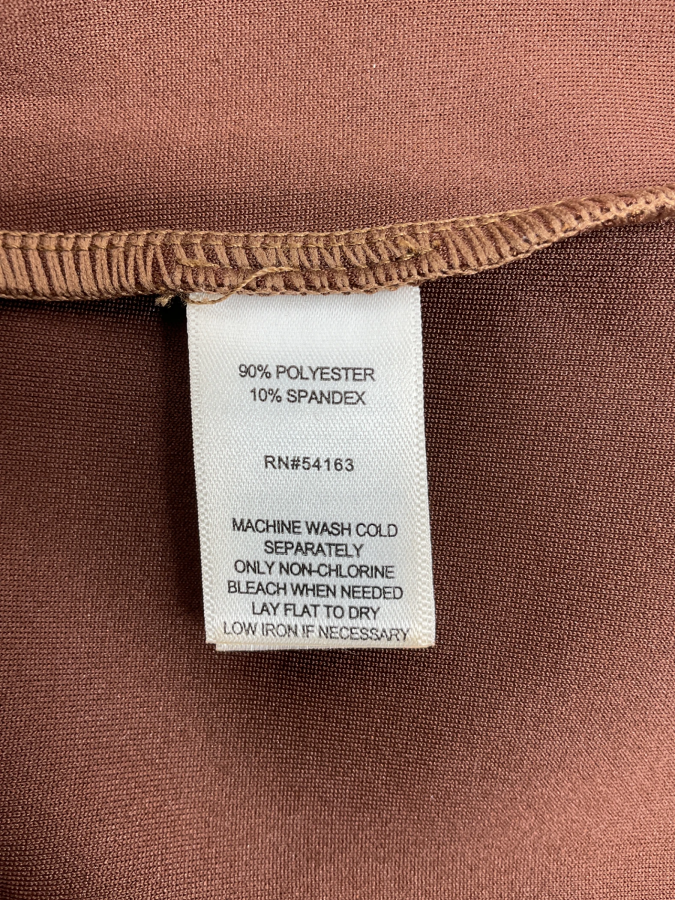 90% POLYESTER
10% SPANDEX
RN#54163
MACHINE WASH COLD
SEPARATELY
ONLY NON-CHLORINE
BLEACH WHEN NEEDED
LAY FLAT TO DRY
LOW IRON IF NECESSARY